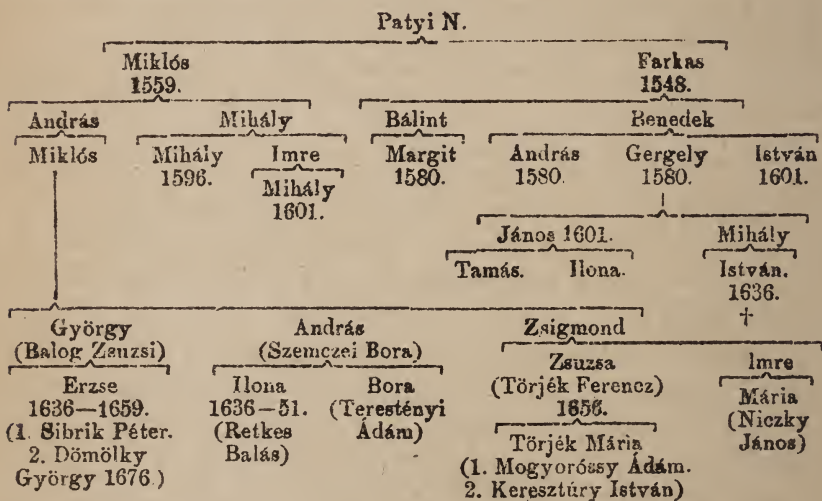 Patyi N.
Miklós Farkas
1559. 1548.
András Mihály Bálint Benedek
Miklós Mihály Imre Margit András Gergely István
1596. 1580. 1580. 1580. 1601.
Mihály
1601.
János 1601. Mihály
Tamás. Ilona. István.
1636.
†
György András Zsigmond
(Balog Zsuzsi) (Szemczei Bora) Zsuzsa Imre
(Törjék Ferencz)
Erzse Ilona Bora Mária
1636—1659. 1636—51. (Terestényi 1656. (Niczky
(1. Sibrik Péter. (Retkes Ádám) Törjék Mária János)
2. Dömölky Balás) (1. Mogyoróssy Ádám.
György 1676.) 2. Keresztúry István)